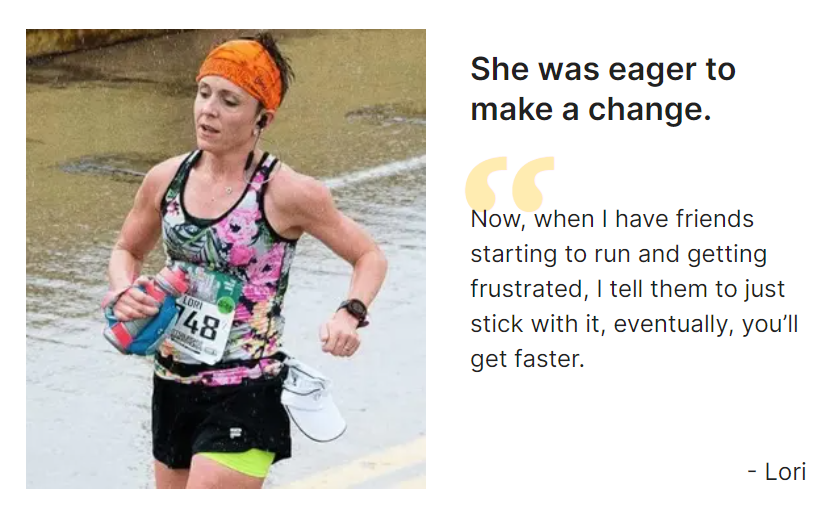 She was eager to
make a change.
“
Now, when I have friends
starting to run and getting
frustrated, I tell them to just
stick with it, eventually, you’ll
get faster.
- Lori
LORI
748